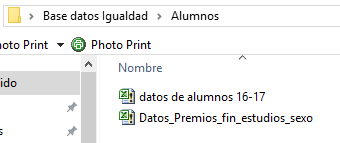 Base datos Igualdad > Alumnos
hoto Print Photo Print
ido
Nombre
datos de alumnos 16-17
s
Datos_Premios_fin_estudios_sexo